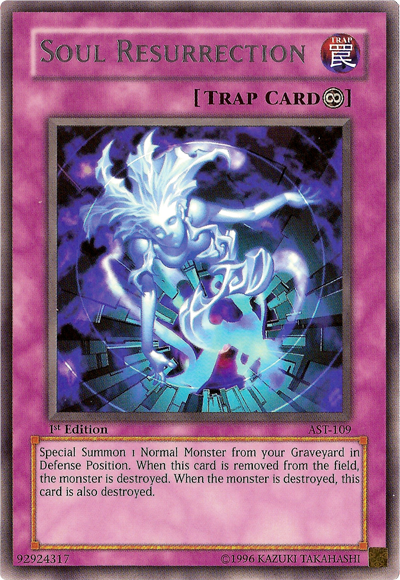 SOUL RESURRECTION
TRAP
罠
[TRAP CARD∞]
1st Edition
AST-109
Special Summon 1 Normal Monster from your Graveyard in
Defense Position. When this card is removed from the field,
the monster is destroyed. When the monster is destroyed, this
card is also destroyed.
92924317
©1996 KAZUKI TAKAHASHI